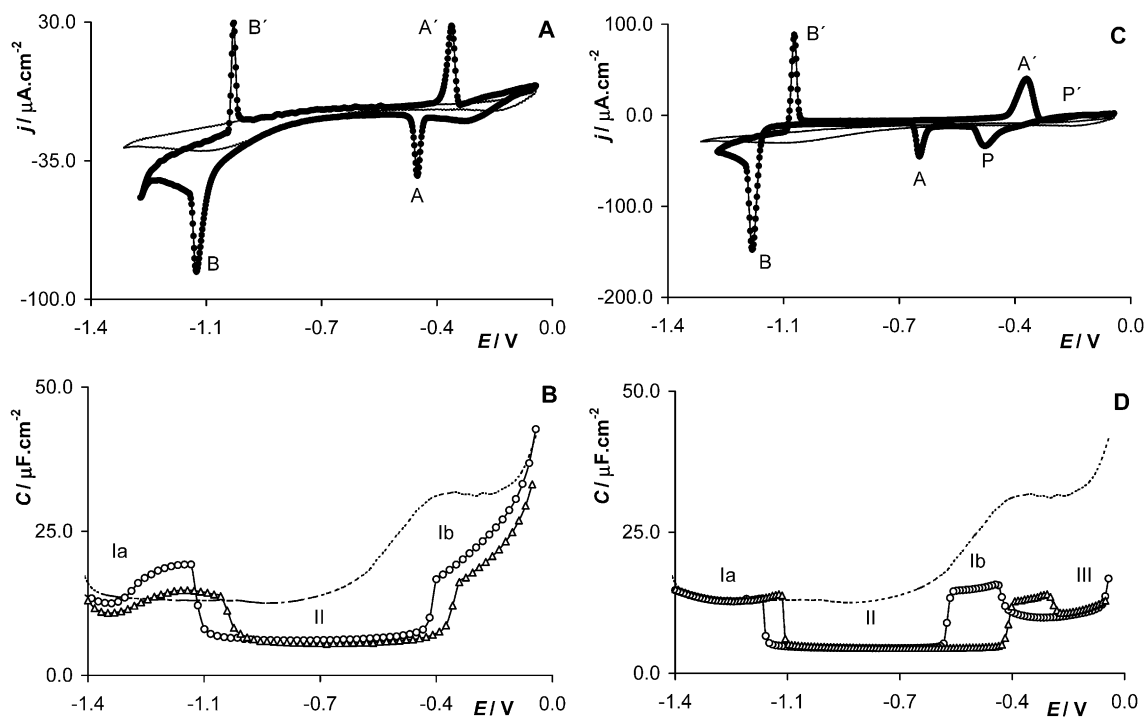 30.0
-35.0
-100.0
j / µA.cm-2
B´
A´
A
A
B
-1.4
-1.1
-0.7
-0.4
0.0
E / V
100.0
0.0
-100.0
-200.0
j / µA.cm-2
B´
C
A´
P´
A
P
B
-1.4
-1.1
-0.7
-0.4
0.0
E / V
50.0
25.0
0.0
C / µF.cm-2
B
Ia
Ib
II
-1.4
-1.1
-0.7
-0.4
0.0
E / V
50.0
25.0
0.0
C / µF.cm-2
D
Ia
Ib
III
II
-1.4
-1.1
-0.7
-0.4
0.0
E / V